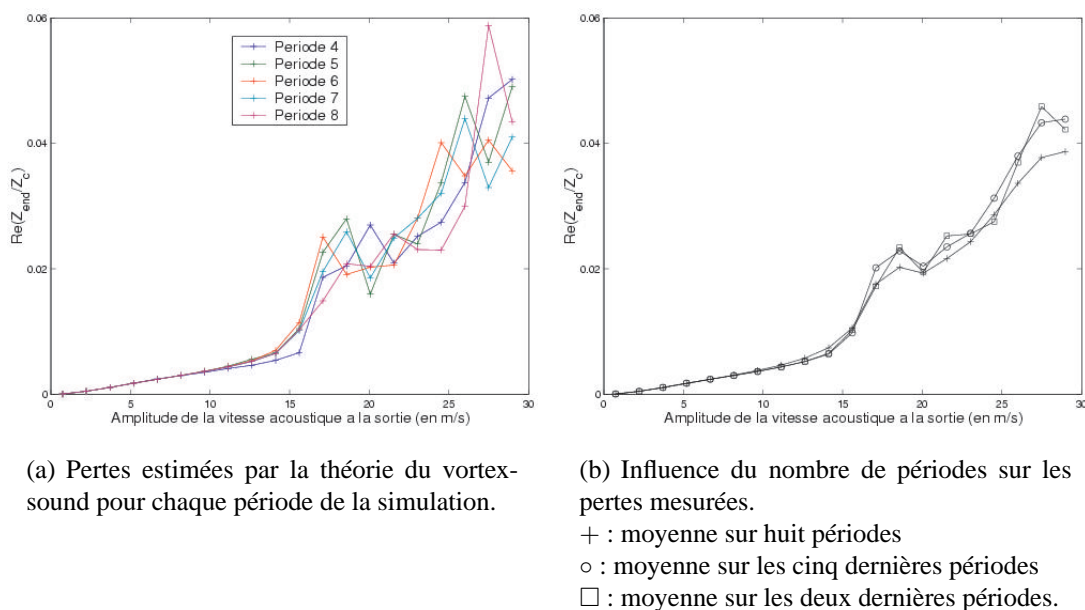 0.06
0.04
0.02
0
0
5
10
15
20
25
30
Re(Z_end/Z_c)
Amplitude de la vitesse acoustique a la sortie (en m/s)
Periode 4
Periode 5
Periode 6
Periode 7
Periode 8
(a) Pertes estimées par la théorie du vortex-
sound pour chaque période de la simulation.
0.06
0.04
0.02
0
0
5
10
15
20
25
30
Re(Z_end/Z_c)
Amplitude de la vitesse acoustique a la sortie (en m/s)
(b) Influence du nombre de périodes sur les
pertes mesurées.
+ : moyenne sur huit périodes
○ : moyenne sur les cinq dernières périodes
□ : moyenne sur les deux dernières périodes.